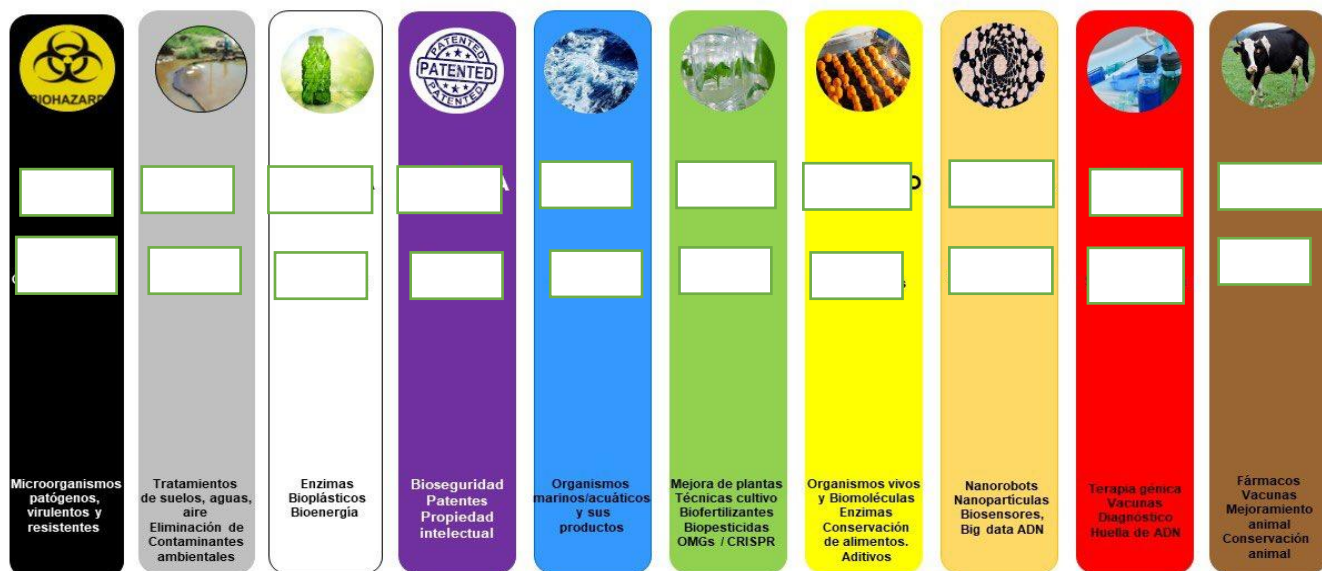 BIOHAZARD
PATENTED
PATENTED
PATENTED
A
Microorganismos
patógenos,
virulentos y
resistentes
Tratamientos
de suelos, aguas,
aire
Eliminación de
Contaminantes
ambientales
Enzimas
Bioplásticos
Bioenergía
Bioseguridad
Patentes
Propiedad
intelectual
Organismos
marinos/acuáticos
y sus
productos
Mejora de plantas
Técnicas cultivo
Biofertilizantes
Biopesticidas
OMGs / CRISPR
Organismos vivos
y Biomoléculas
Enzimas
Conservación
de alimentos.
Aditivos
Nanorobots
Nanopartículas
Biosensores,
Big data ADN
Terapia génica
Vacunas
Diagnóstico
Huella de ADN
Fármacos
Vacunas
Mejoramiento
animal
Conservación
animal